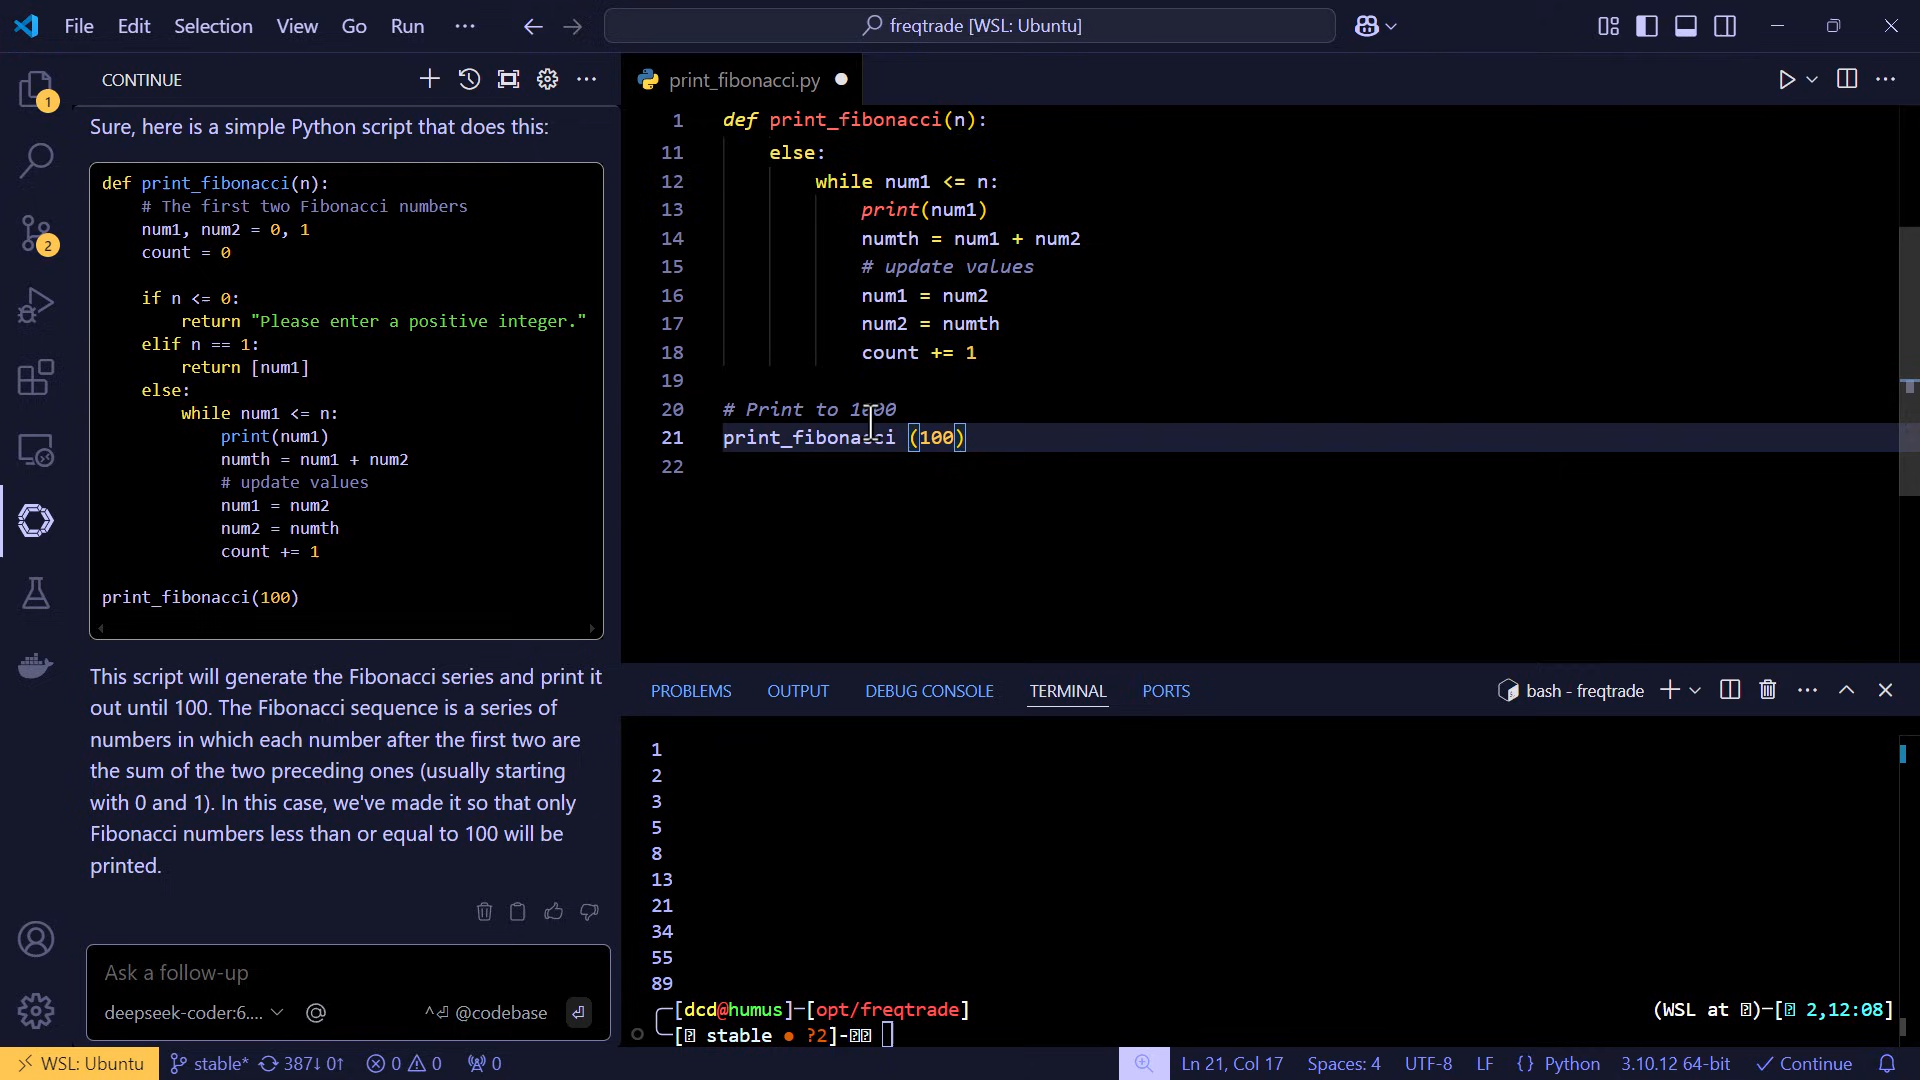 File Edit Selection View Go Run ···
freqtrade [WSL: Ubuntu]
CONTINUE
print_fibonacci.py
1
2
Sure, here is a simple Python script that does this:
def print_fibonacci(n):
# The first two Fibonacci numbers
num1, num2 = 0, 1
count = 0
if n <= 0:
return "Please enter a positive integer."
elif n == 1:
return [num1]
else:
while num1 <= n:
print(num1)
numth = num1 + num2
# update values
num1 = num2
num2 = numth
count += 1
print_fibonacci(100)
This script will generate the Fibonacci series and print it
out until 100. The Fibonacci sequence is a series of
numbers in which each number after the first two are
the sum of the two preceding ones (usually starting
with 0 and 1). In this case, we've made it so that only
Fibonacci numbers less than or equal to 100 will be
printed.
Ask a follow-up
deepseek-coder:6.... @ ^⏎ @codebase ⏎
1 def print_fibonacci(n):
11 else:
12 while num1 <= n:
13 print(num1)
14 numth = num1 + num2
15 # update values
16 num1 = num2
17 num2 = numth
18 count += 1
19
20 # Print to 1000
21 print_fibonacci (100)
22
PROBLEMS OUTPUT DEBUG CONSOLE TERMINAL PORTS
bash - freqtrade
1
2
3
5
8
13
21
34
55
89
[dcd@humus]-[opt/freqtrade] (WSL at )-[ 2,12:08]
[ stable ● ?2]-
WSL: Ubuntu stable* 387↓ 0↑ 0 0 0 Ln 21, Col 17 Spaces: 4 UTF-8 LF {} Python 3.10.12 64-bit ✓ Continue